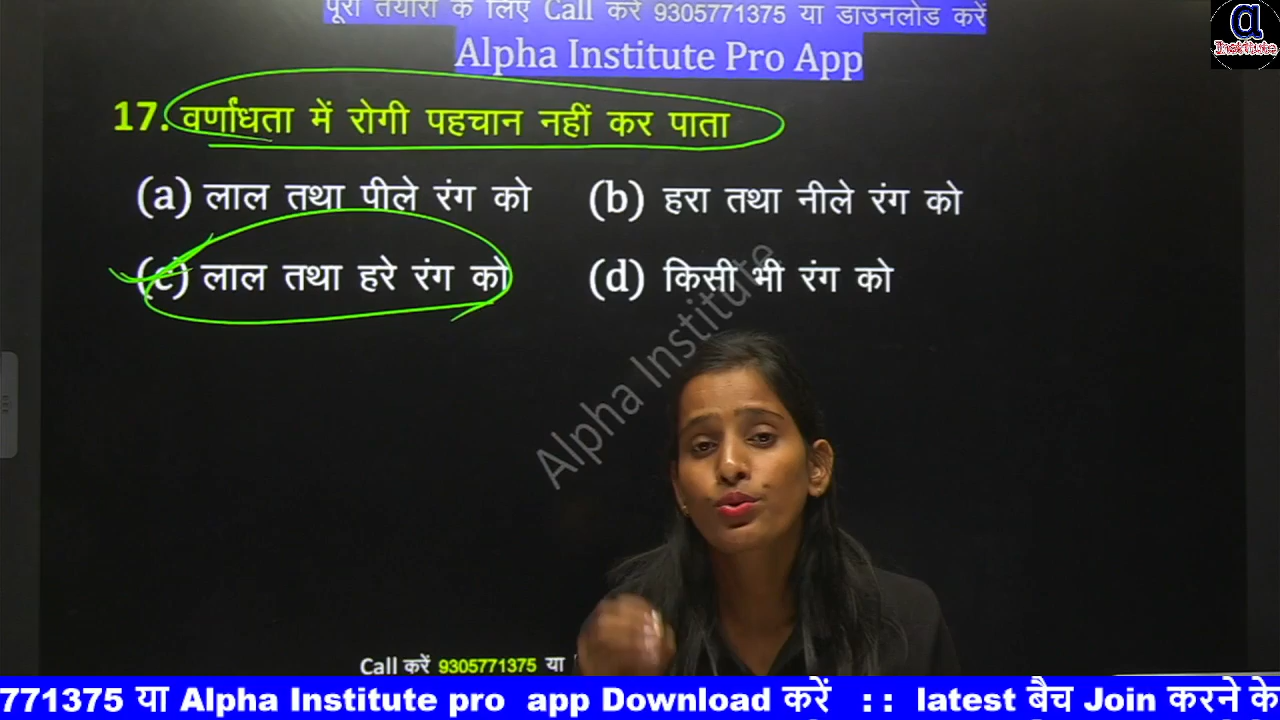 पूरी तैयारी के लिए Call करें 9305771375 या डाउनलोड करें
Alpha Institute Pro App
α
Institute
17. वर्णांधता में रोगी पहचान नहीं कर पाता
(a) लाल तथा पीले रंग को (b) हरा तथा नीले रंग को
(c) लाल तथा हरे रंग को (d) किसी भी रंग को
Alpha Institute
Call करें 9305771375 या
771375 या Alpha Institute pro app Download करें :: latest बैच Join करने के